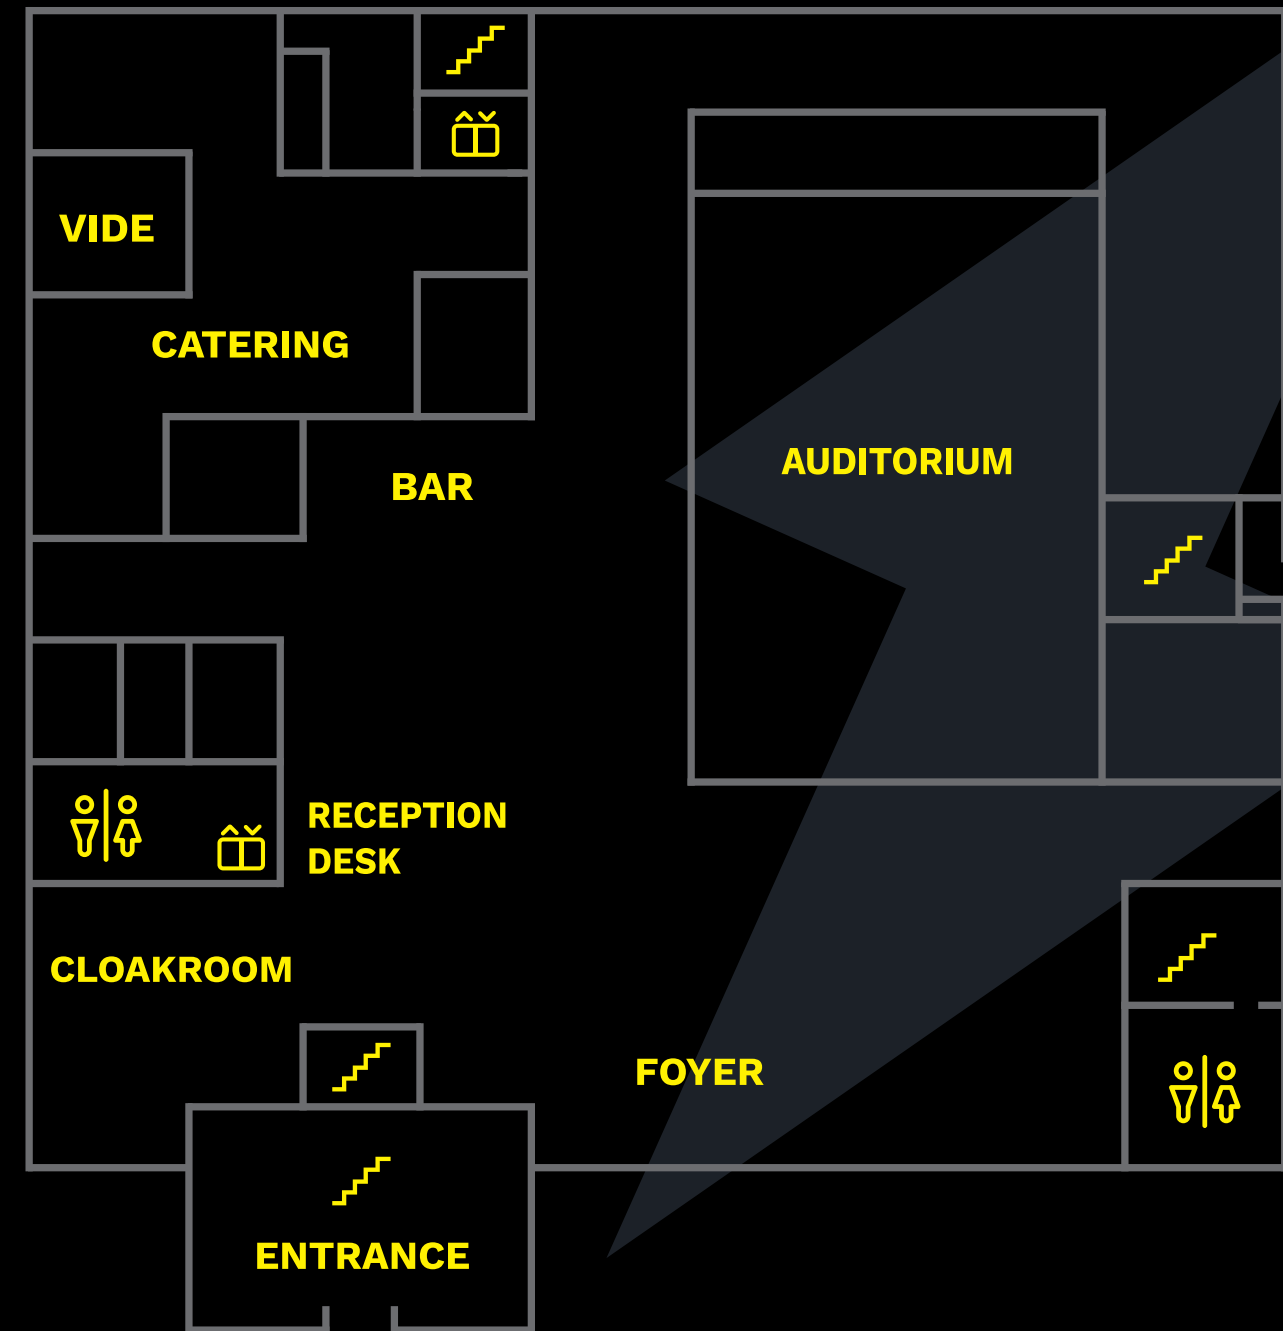 VIDE
CATERING
AUDITORIUM
BAR
RECEPTION
DESK
CLOAKROOM
FOYER
ENTRANCE